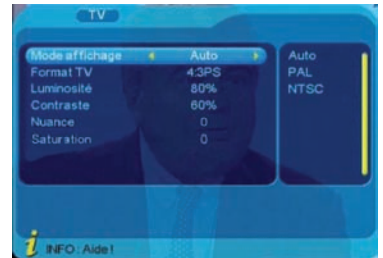 TV
Mode affichage Auto
Format TV 4:3PS
Luminosité 80%
Contraste 60%
Nuance 0
Saturation 0
Auto
PAL
NTSC
i INFO: Aide!